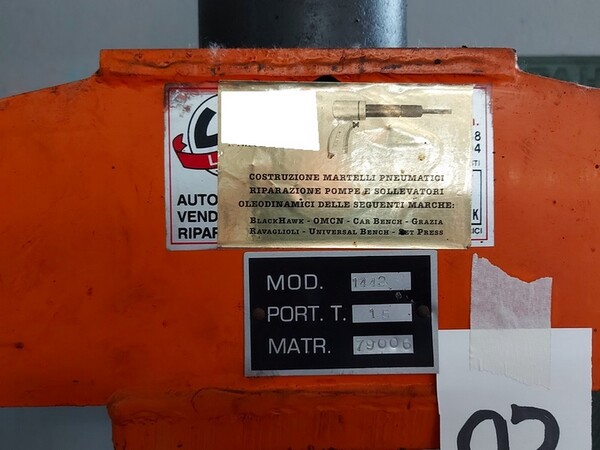 COSTRUZIONE MARTELLI PNEUMATICI
RIPARAZIONE POMPE E SOLLEVATORI
OLEODINAMICI DELLE SEGUENTI MARCHE:
BLACKHAWK - OMCN - CAR BENCH - GRAZIA
RAVAGLIOLI - UNIVERSAL BENCH - JET PRESS
AUTO
VEND
RIPAR
MOD. 1112
PORT. T. 15
MATR. 79006